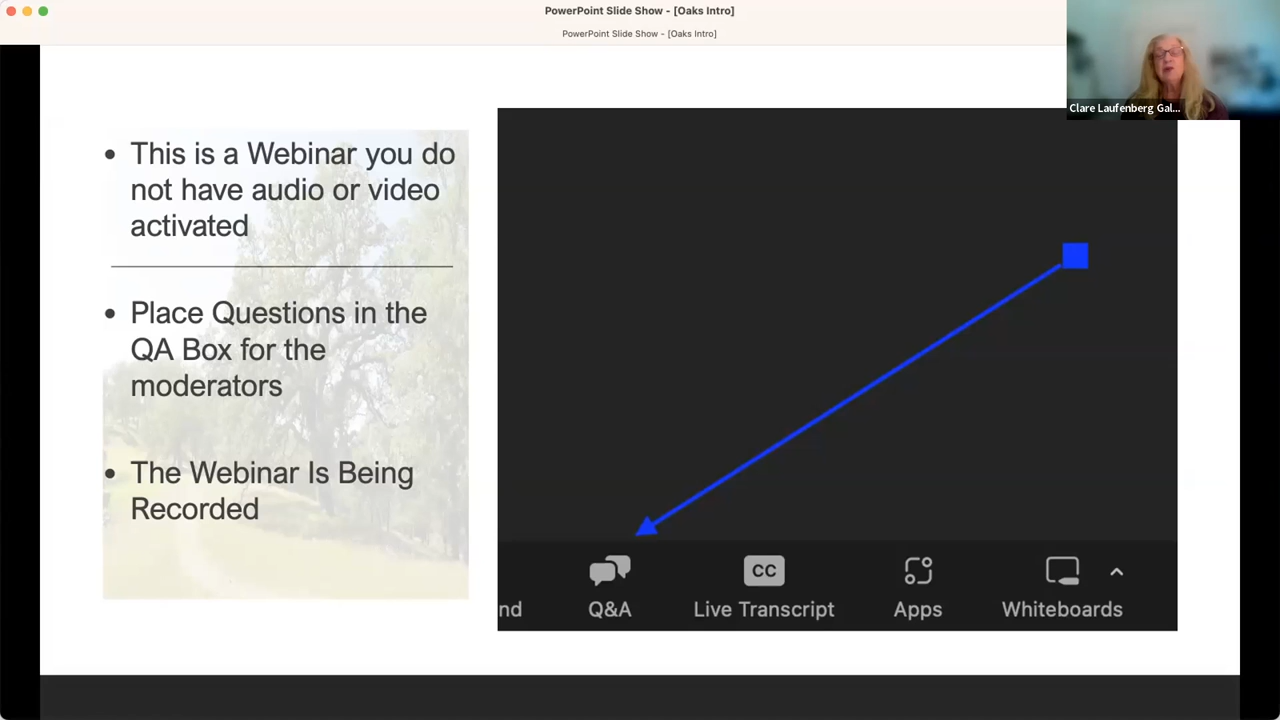 PowerPoint Slide Show - [Oaks Intro]
PowerPoint Slide Show - [Oaks Intro]
Clare Laufenberg Gal...
• This is a Webinar you do
not have audio or video
activated
• Place Questions in the
QA Box for the
moderators
• The Webinar Is Being
Recorded
nd
Q&A
CC
Live Transcript
Apps
Whiteboards